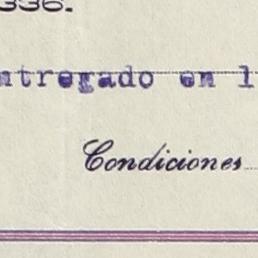 336.
ntregado en l
Condiciones